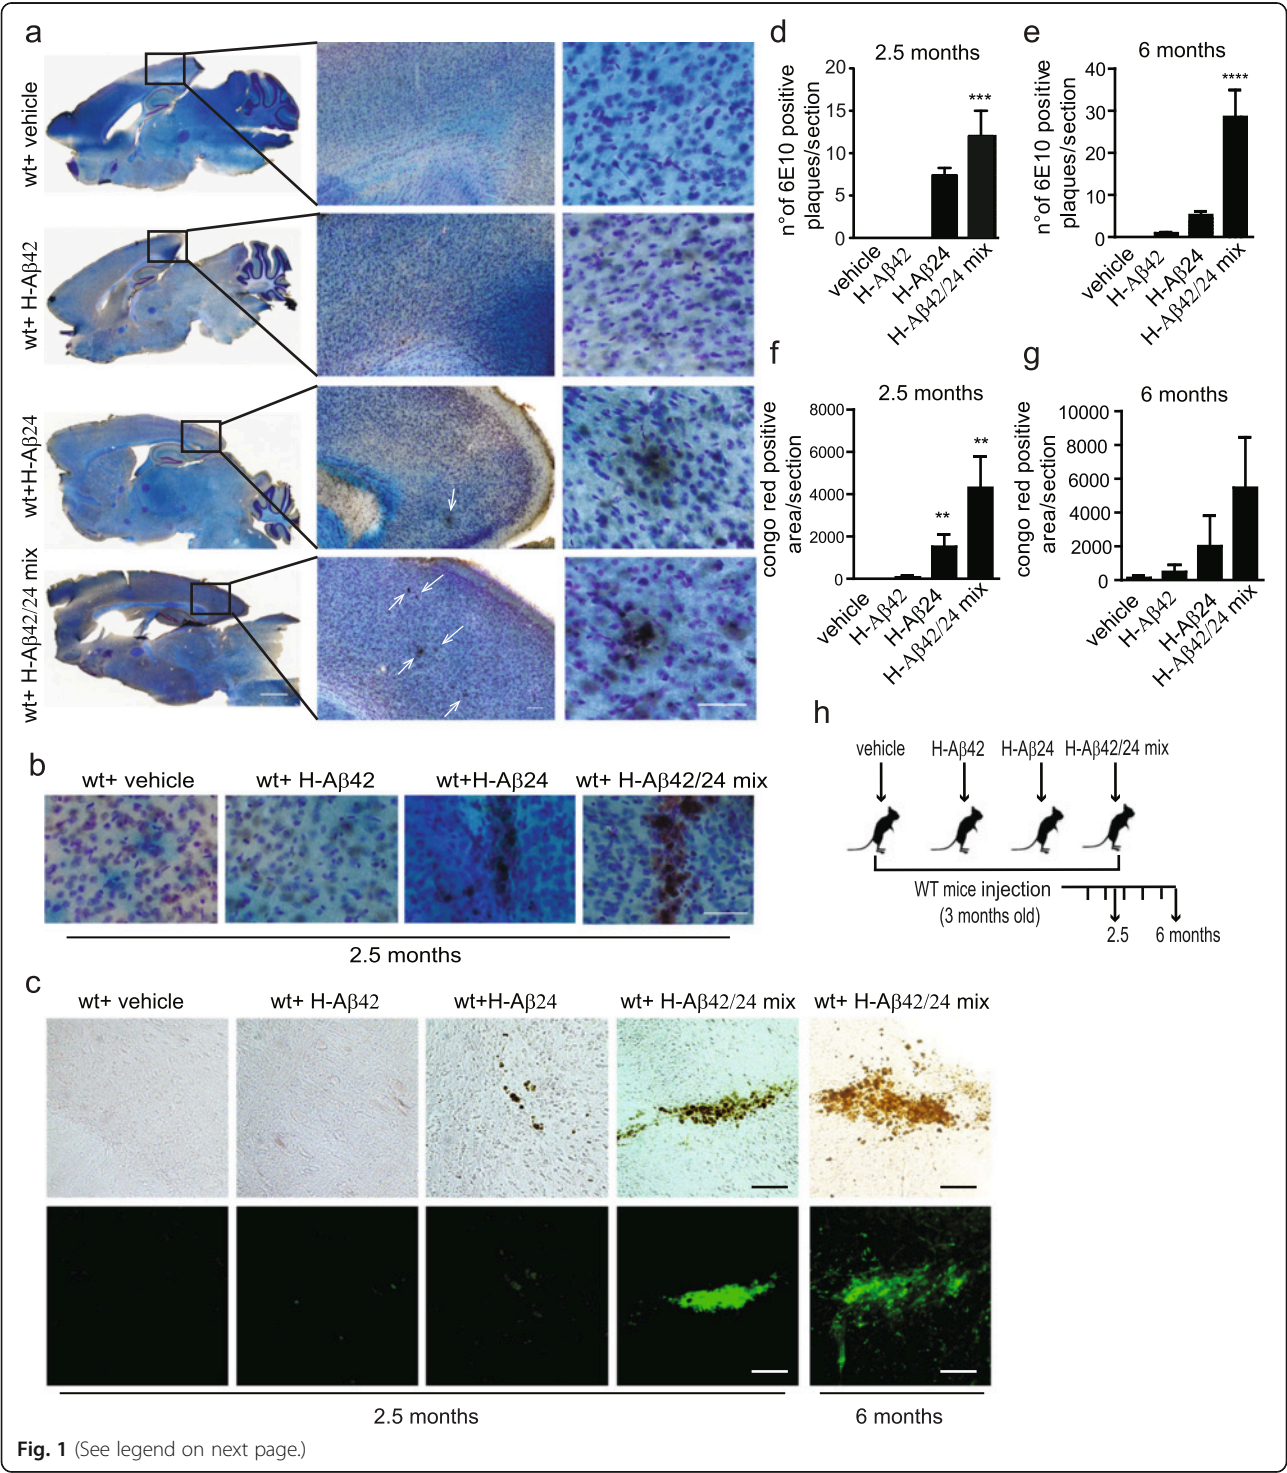 a
wt+ vehicle
wt+ H-Aβ42
wt+H-Aβ24
wt+ H-Aβ42/24 mix
d
2.5 months
n°of 6E10 positive
plaques/section
20
15
10
5
0
***
vehicle
H-Aβ42
H-Aβ24
H-Aβ42/24 mix
e
6 months
n°of 6E10 positive
plaques/section
40
30
20
10
0
****
vehicle
H-Aβ42
H-Aβ24
H-Aβ42/24 mix
f
2.5 months
congo red positive
area/section
8000
6000
4000
2000
0
**
**
vehicle
H-Aβ42
H-Aβ24
H-Aβ42/24 mix
g
6 months
congo red positive
area/section
10000
8000
6000
4000
2000
0
vehicle
H-Aβ42
H-Aβ24
H-Aβ42/24 mix
h
vehicle H-Aβ42 H-Aβ24 H-Aβ42/24 mix
WT mice injection
(3 months old)
2.5 6 months
b
wt+ vehicle wt+ H-Aβ42 wt+H-Aβ24 wt+ H-Aβ42/24 mix
2.5 months
c
wt+ vehicle wt+ H-Aβ42 wt+H-Aβ24 wt+ H-Aβ42/24 mix wt+ H-Aβ42/24 mix
2.5 months 6 months
Fig. 1 (See legend on next page.)